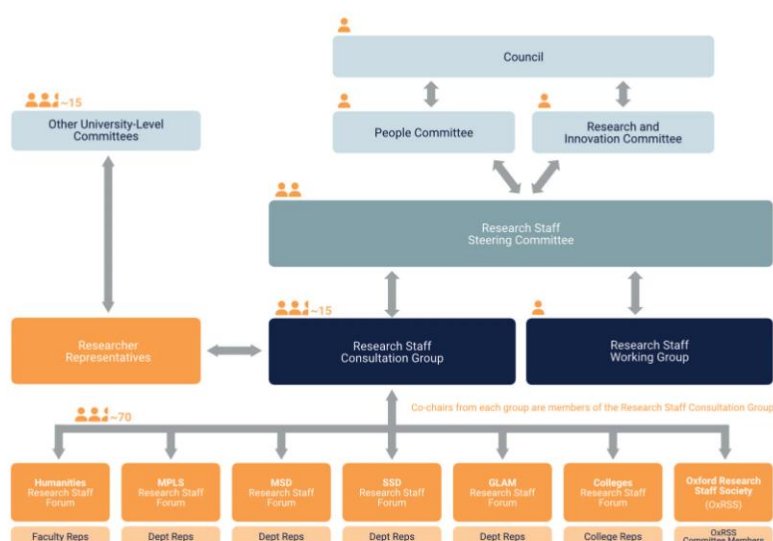 Council
~15
Other University-Level
Committees
People Committee
Research and
Innovation Committee
Research Staff
Steering Committee
~15
Researcher
Representatives
Research Staff
Consultation Group
Research Staff
Working Group
~70
Co-chairs from each group are members of the Research Staff Consultation Group
Humanities
Research Staff
Forum
MPLS
Research Staff
Forum
MSD
Research Staff
Forum
SSD
Research Staff
Forum
GLAM
Research Staff
Forum
Colleges
Research Staff
Forum
Oxford Research
Staff Society
(OxRSS)
Faculty Reps
Dept Reps
Dept Reps
Dept Reps
Dept Reps
College Reps
OxRSS
Committee Members